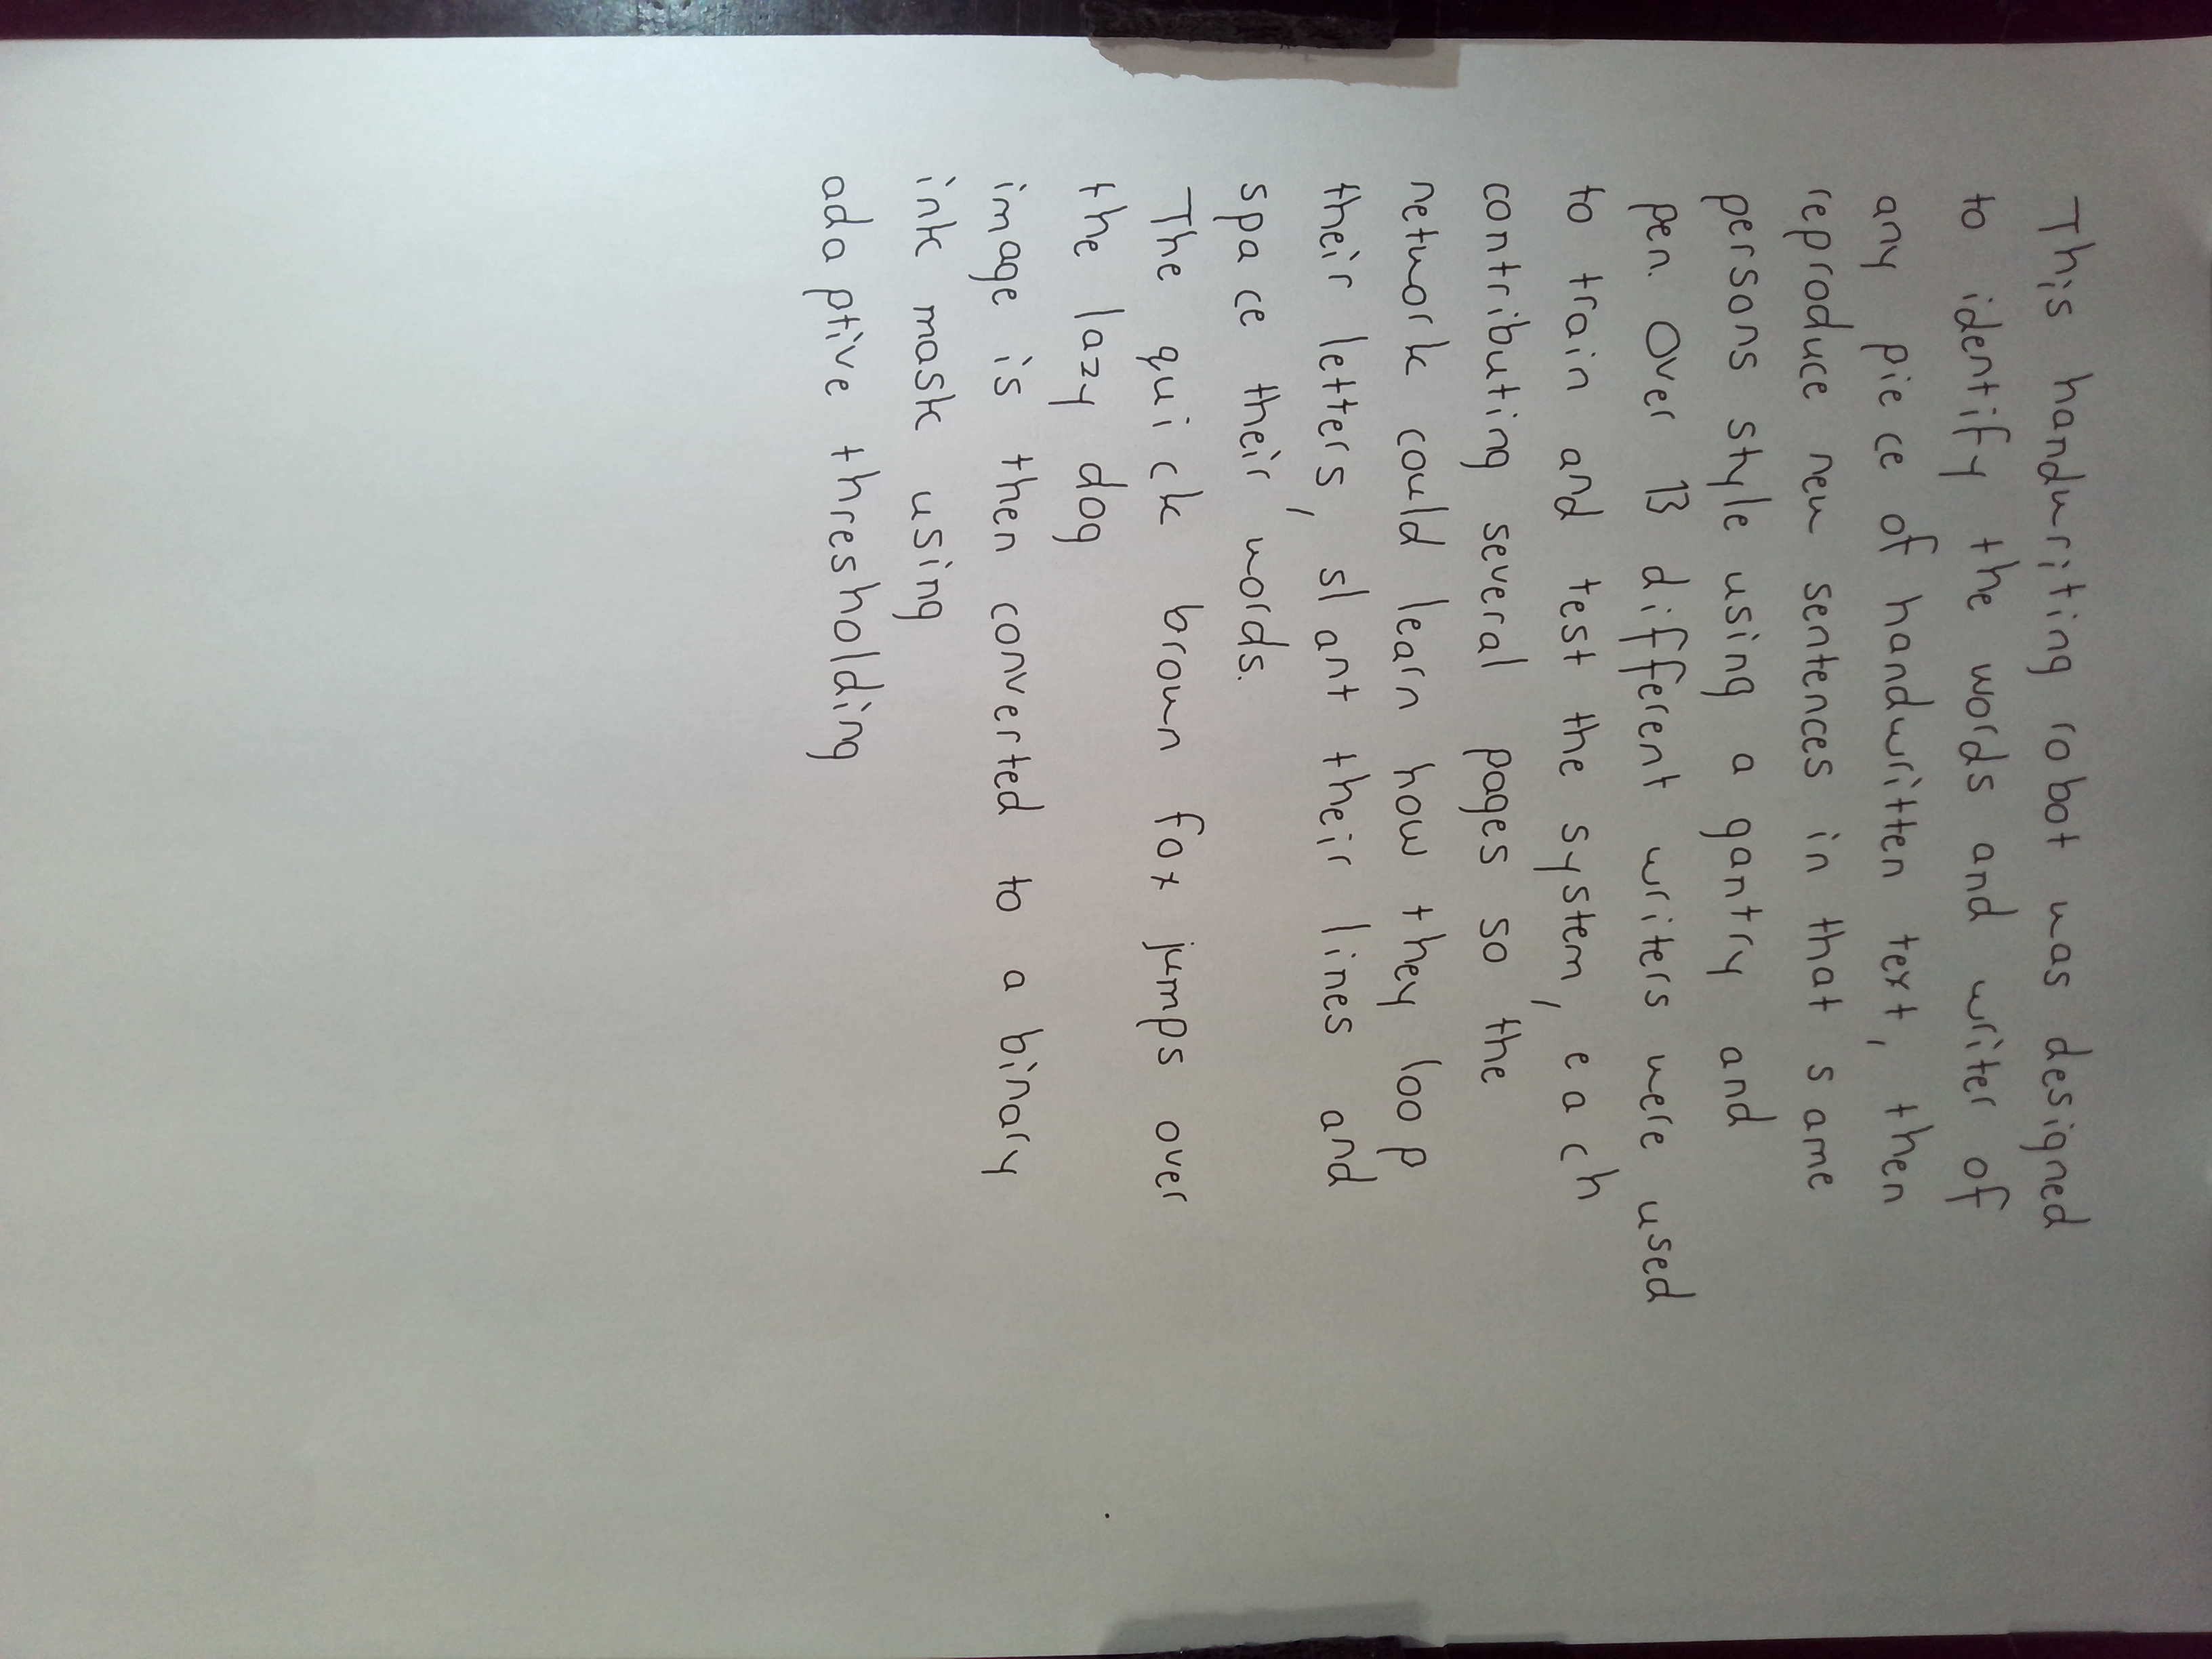 This handwriting robot was designed
to identify the words and writer of
any piece of handwritten text, then
reproduce new sentences in that same
persons style using a gantry and
pen. Over 13 different writers were used
to train and test the system, each
contributing several pages so the
network could learn how they loop
their letters, slant their lines and
space their words.
The quick brown fox jumps over
the lazy dog
image is then converted to a binary
ink mask using
adaptive thresholding